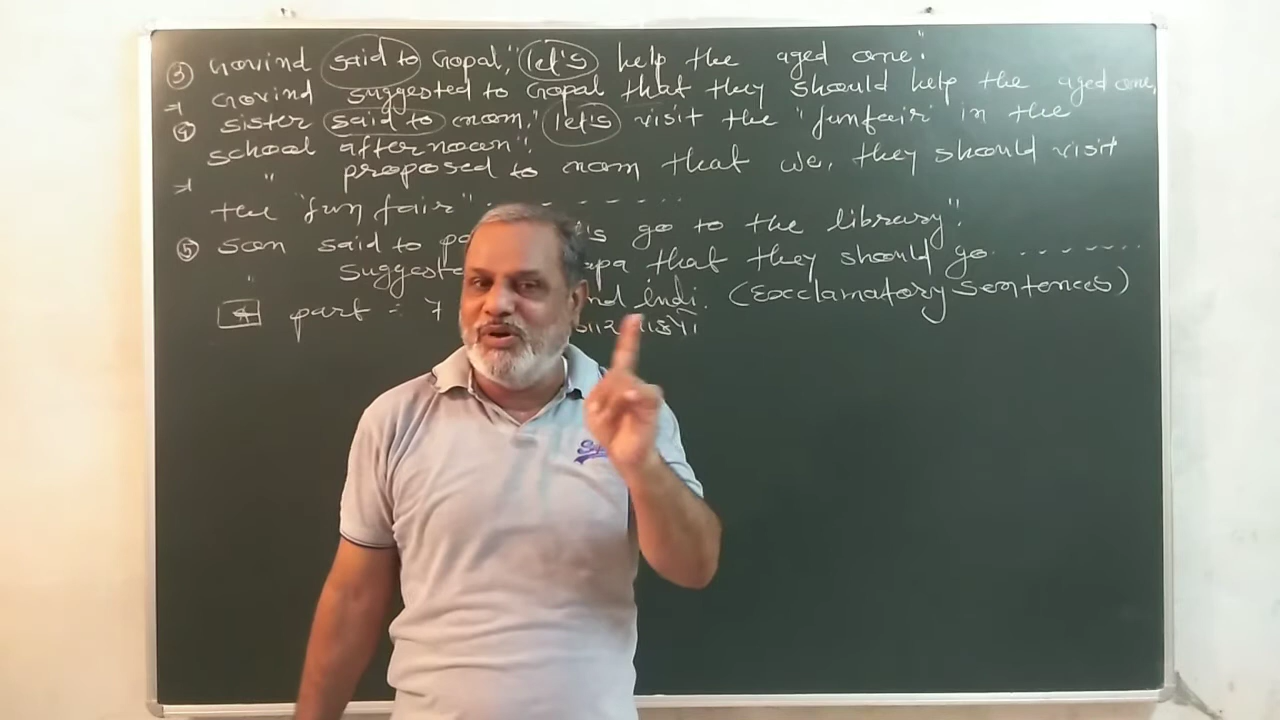 ③ Govind said to Gopal, "let's help the aged one."
→ Govind suggested to Gopal that they should help the aged one.
④ sister said to mom, "let's visit the "funfair" in the
school afternoon".
→ " proposed to mom that we, they should visit
the "fun fair" - - - - - - - -
⑤ son said to go to the library".
" that they should go - - - - - -
part - 7 nd Indi. (Exclamatory sentences)